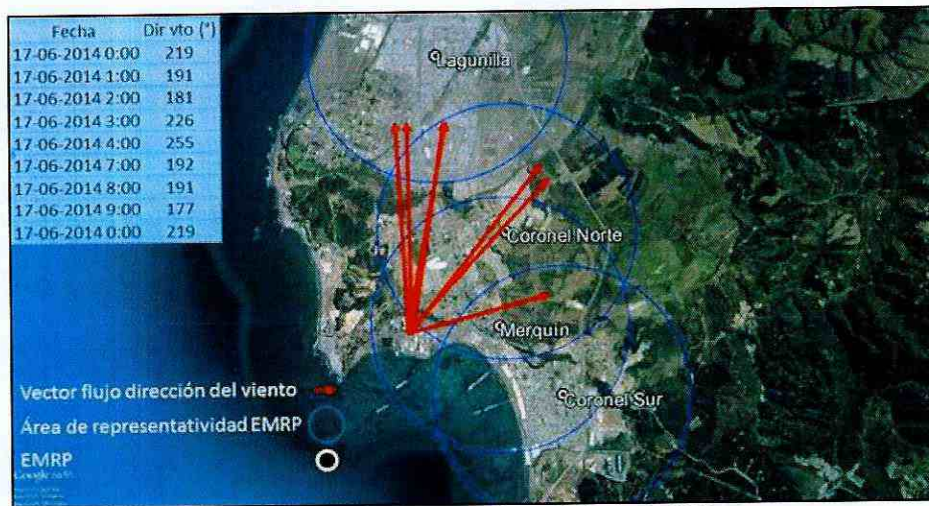 Fecha Dir vto (°)
17-06-2014 0:00 219
17-06-2014 1:00 191
17-06-2014 2:00 181
17-06-2014 3:00 226
17-06-2014 4:00 255
17-06-2014 7:00 192
17-06-2014 8:00 191
17-06-2014 9:00 177
17-06-2014 0:00 219
Lagunilla
Coronel Norte
Merquín
Coronel Sur
Vector flujo dirección del viento
Área de representatividad EMRP
EMRP
Google